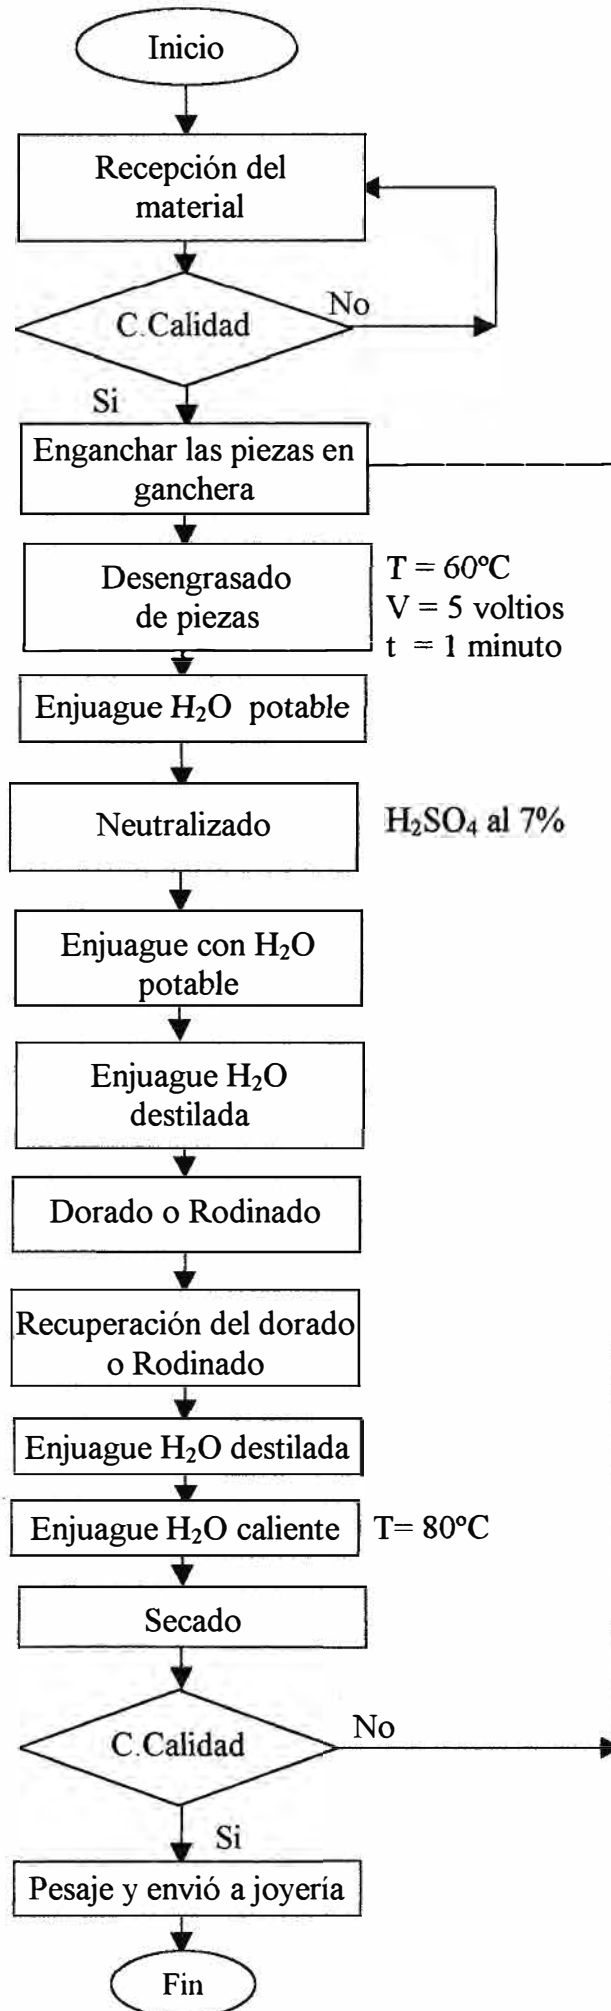 Inicio
Recepción del
material
C.Calidad
No
Si
Enganchar las piezas en
ganchera
Desengrasado
de piezas
T = 60ºC
V = 5 voltios
t = 1 minuto
Enjuague H₂O potable
Neutralizado
H₂SO₄ al 7%
Enjuague con H₂O
potable
Enjuague H₂O
destilada
Dorado o Rodinado
Recuperación del dorado
o Rodinado
Enjuague H₂O destilada
Enjuague H₂O caliente
T= 80ºC
Secado
C.Calidad
No
Si
Pesaje y envió a joyería
Fin